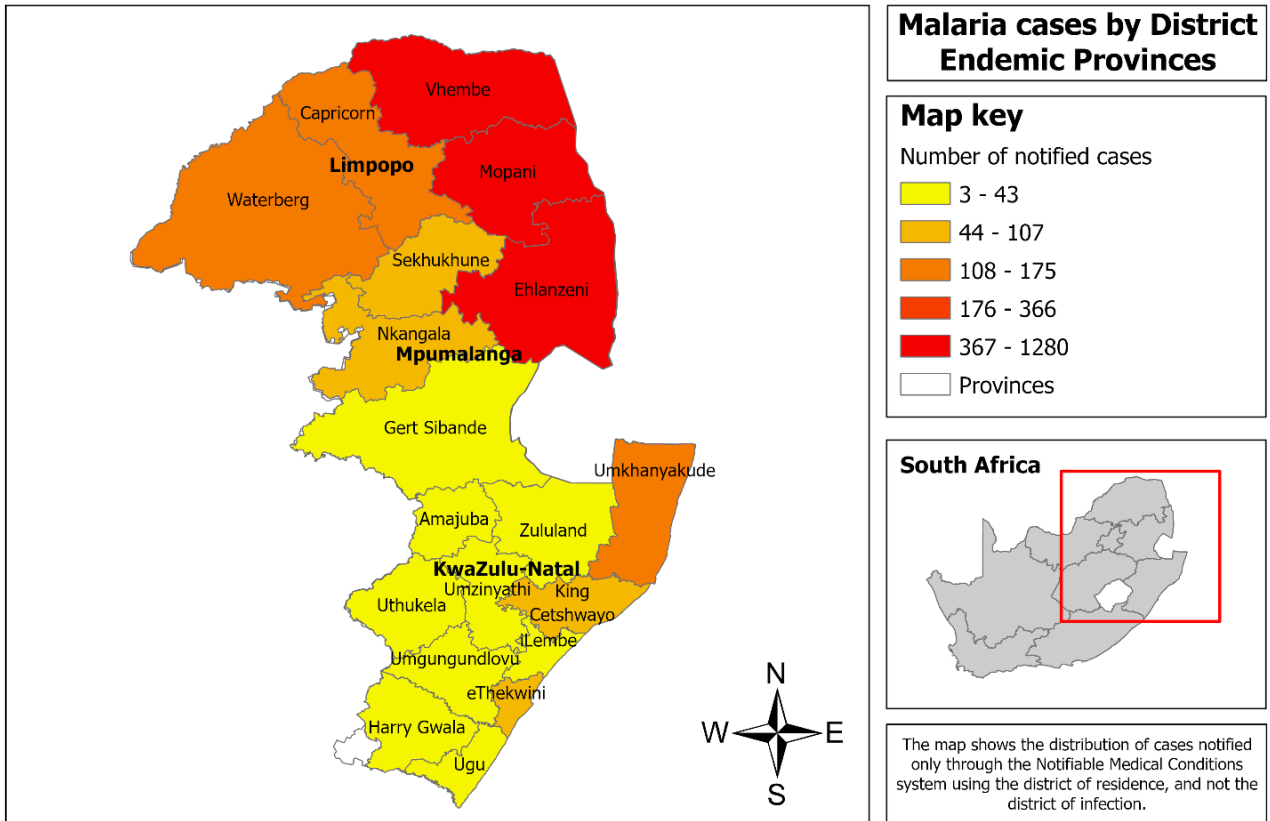 Malaria cases by District
Endemic Provinces
Map key
Number of notified cases
3 - 43
44 - 107
108 - 175
176 - 366
367 - 1280
Provinces
South Africa
The map shows the distribution of cases notified
only through the Notifiable Medical Conditions
system using the district of residence, and not the
district of infection.
Vhembe
Capricorn
Limpopo
Mopani
Waterberg
Sekhukhune
Ehlanzeni
Nkangala
Mpumalanga
Gert Sibande
Umkhanyakude
Amajuba
Zululand
KwaZulu-Natal
Umzinyathi
King
Cetshwayo
Uthukela
iLembe
Umgungundlovu
eThekwini
Harry Gwala
Ugu
N
W
E
S